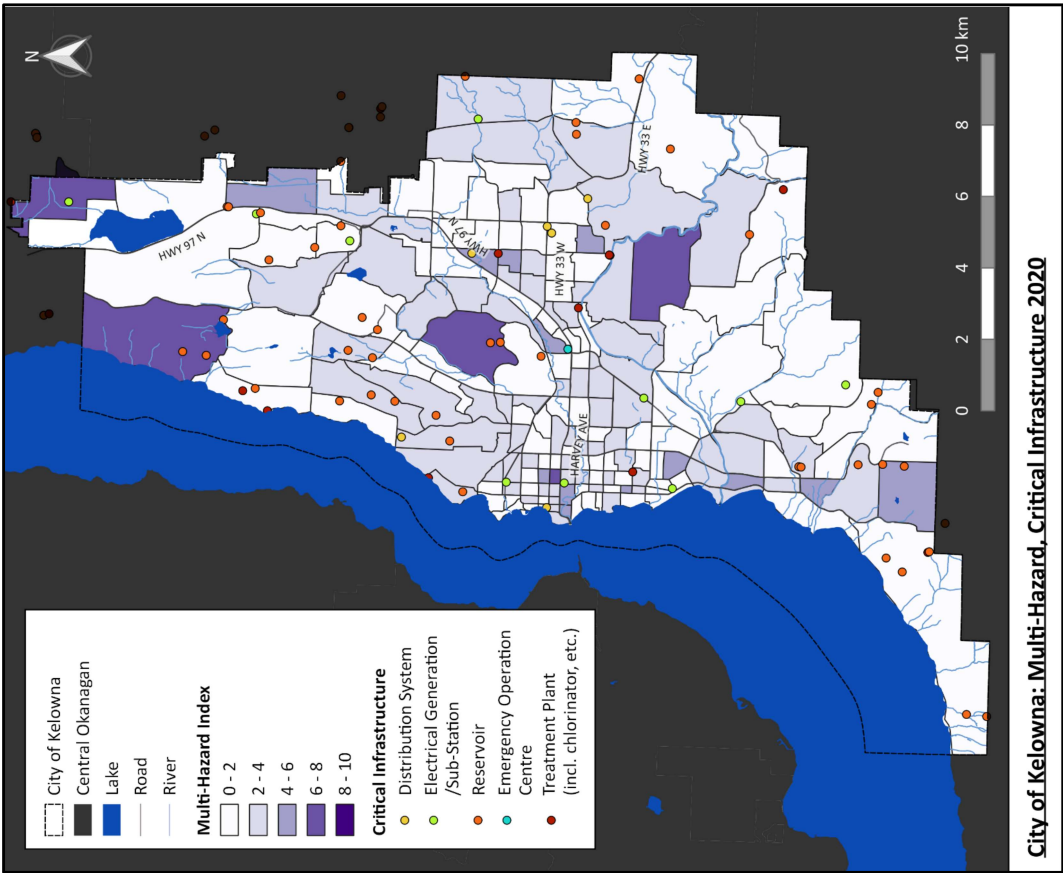 N
HWY 97 N
HWY 97 N
HWY 33 W
HWY 33 E
HARVEY AVE
City of Kelowna
Central Okanagan
Lake
Road
River
Multi-Hazard Index
0 - 2
2 - 4
4 - 6
6 - 8
8 - 10
Critical Infrastructure
Distribution System
Electrical Generation
/Sub-Station
Reservoir
Emergency Operation
Centre
Treatment Plant
(incl. chlorinator, etc.)
0
2
4
6
8
10 km
City of Kelowna: Multi-Hazard, Critical Infrastructure 2020